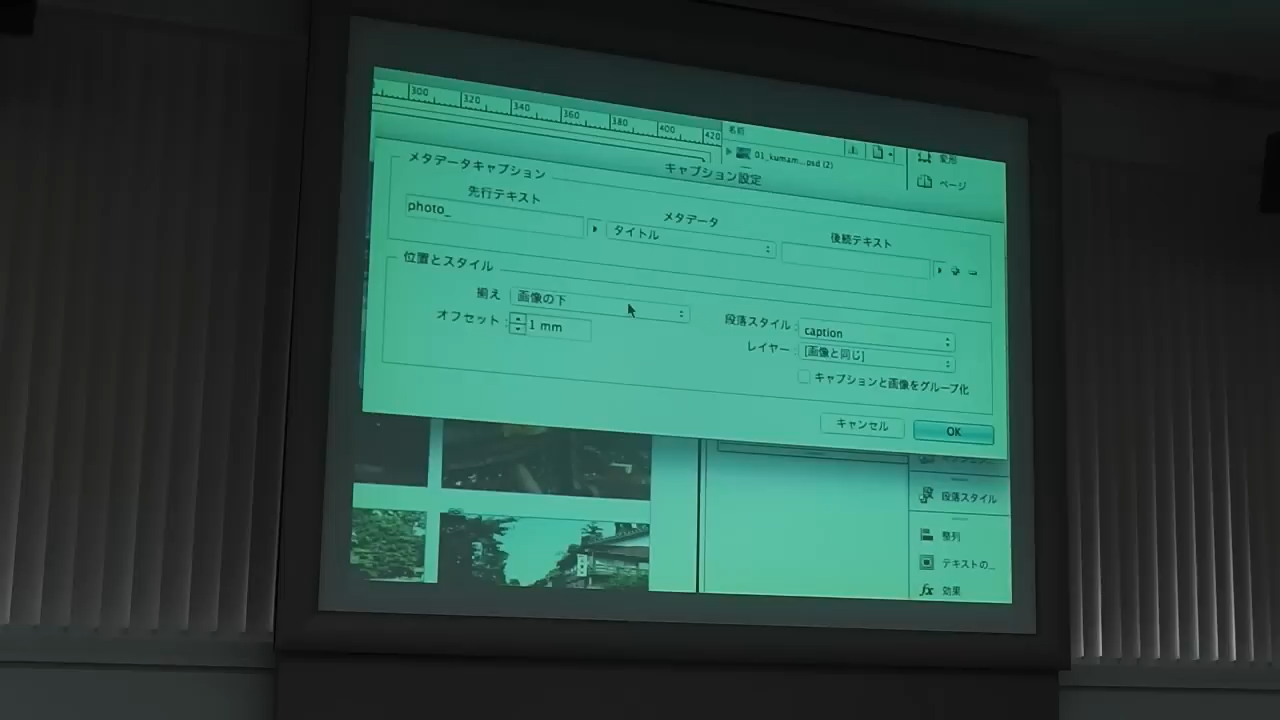 300 320 340 360 380 400 420
名前
01_kumam...psd (2)
変形
ページ
キャプション設定
メタデータキャプション
先行テキスト
メタデータ
後続テキスト
photo_
タイトル
位置とスタイル
揃え
画像の下
オフセット:
1 mm
段落スタイル:
caption
レイヤー:
[画像と同じ]
キャプションと画像をグループ化
キャンセル
OK
段落スタイル
整列
テキストの...
fx 効果